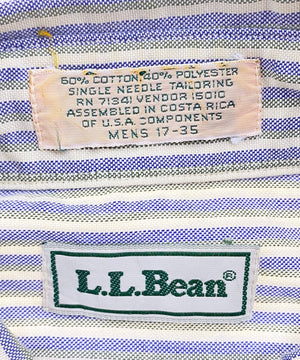 60% COTTON 40% POLYESTER
SINGLE NEEDLE TAILORING
RN 71341 VENDOR 15010
ASSEMBLED IN COSTA RICA
OF U.S.A. COMPONENTS
MENS 17-35
L.L.Bean®